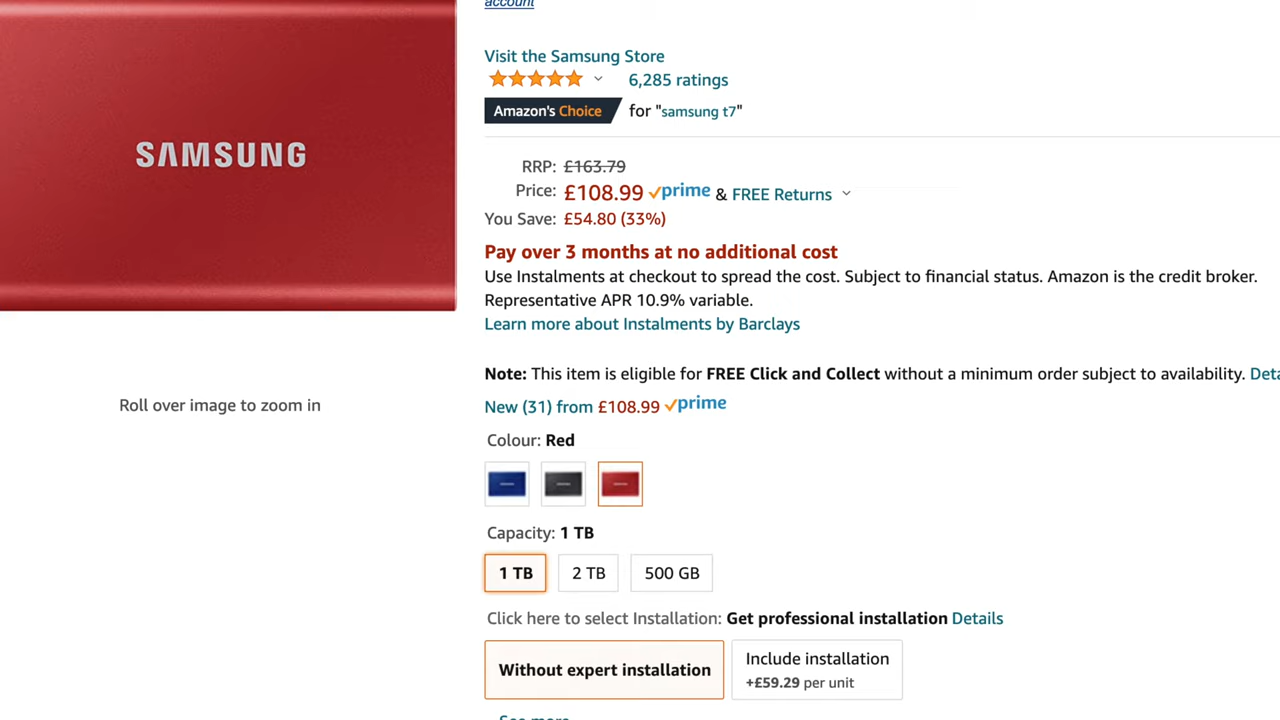 account
Visit the Samsung Store
6,285 ratings
Amazon's Choice for "samsung t7"
SAMSUNG
RRP: £163.79
Price: £108.99 prime & FREE Returns
You Save: £54.80 (33%)
Pay over 3 months at no additional cost
Use Instalments at checkout to spread the cost. Subject to financial status. Amazon is the credit broker.
Representative APR 10.9% variable.
Learn more about Instalments by Barclays
Note: This item is eligible for FREE Click and Collect without a minimum order subject to availability. Deta
Roll over image to zoom in
New (31) from £108.99 prime
Colour: Red
Capacity: 1 TB
1 TB 2 TB 500 GB
Click here to select Installation: Get professional installation Details
Without expert installation
Include installation
+£59.29 per unit
See more